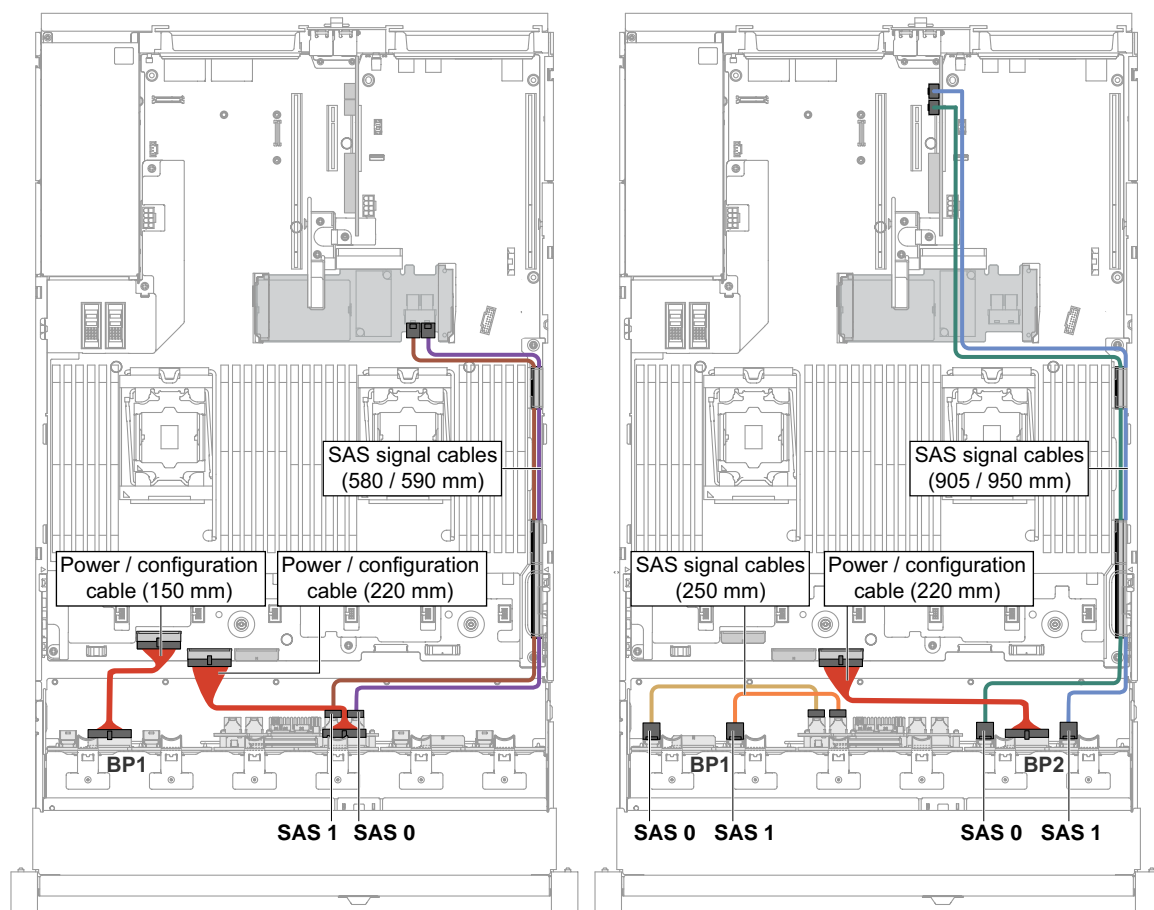 SAS signal cables
(580 / 590 mm)
Power / configuration
cable (150 mm)
Power / configuration
cable (220 mm)
BP1
SAS 1
SAS 0
SAS signal cables
(905 / 950 mm)
SAS signal cables
(250 mm)
Power / configuration
cable (220 mm)
BP1
BP2
SAS 0
SAS 1
SAS 0
SAS 1